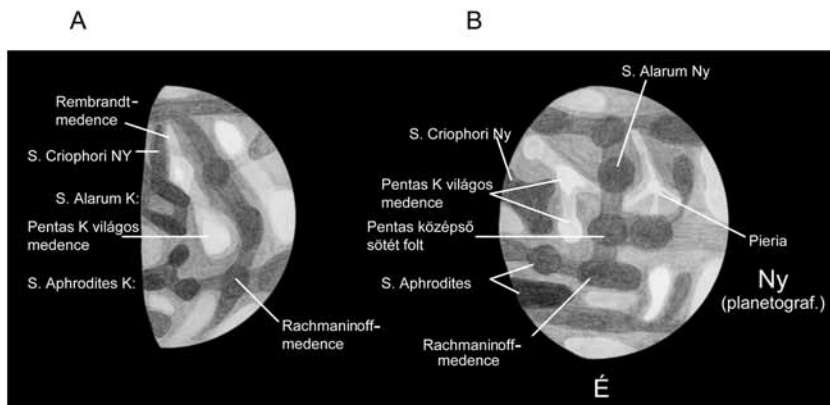 A
Rembrandt-
medence
S. Criophori NY
S. Alarum K:
Pentas K világos
medence
S. Aphrodites K:
Rachmaninoff-
medence
B
S. Alarum Ny
S. Criophori Ny
Pentas K világos
medence
Pentas középső
sötét folt
Pieria
S. Aphrodites
Ny
(planetograf.)
Rachmaninoff-
medence
É